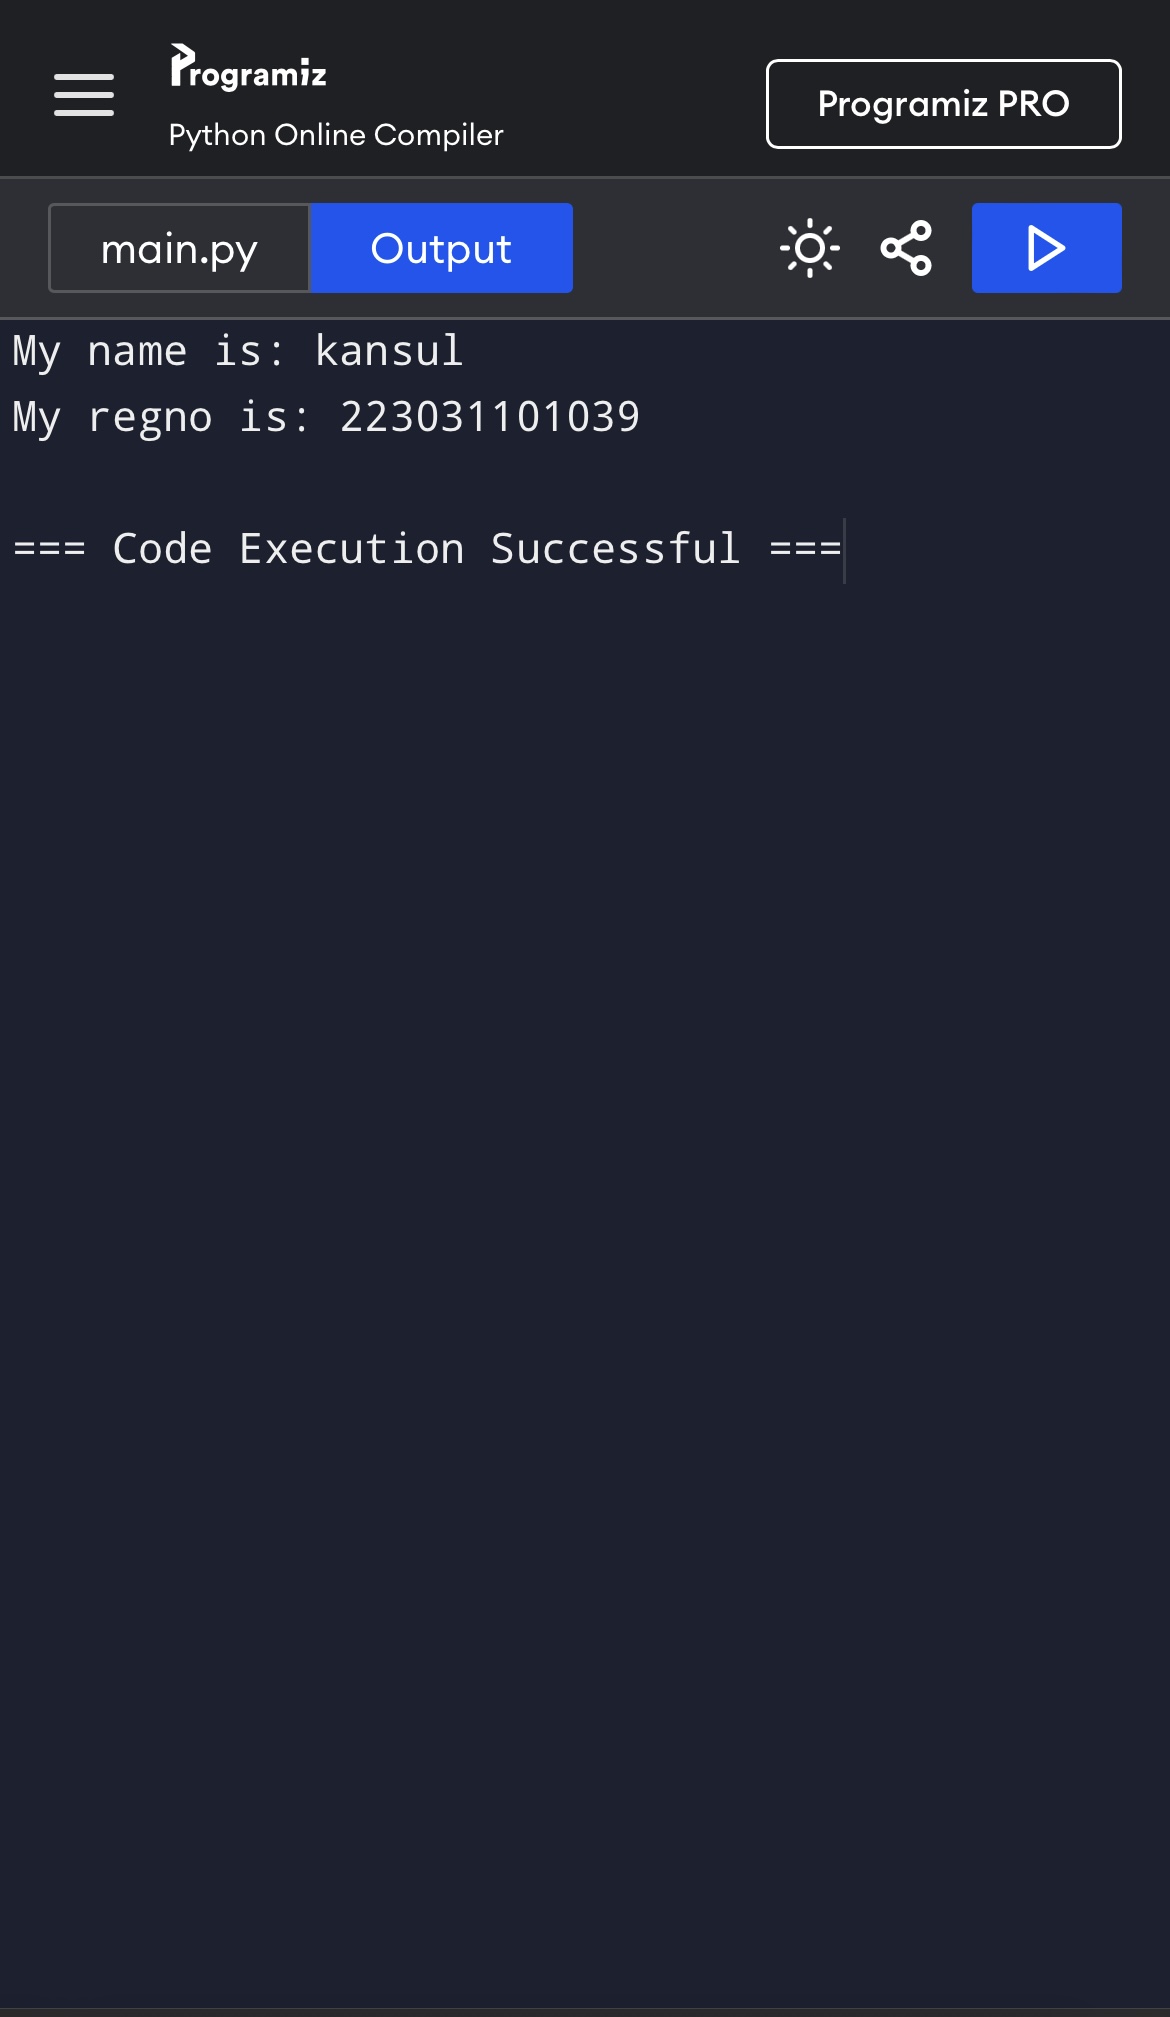 Programiz
Python Online Compiler
Programiz PRO
main.py
Output
My name is: kansul
My regno is: 223031101039
=== Code Execution Successful ===